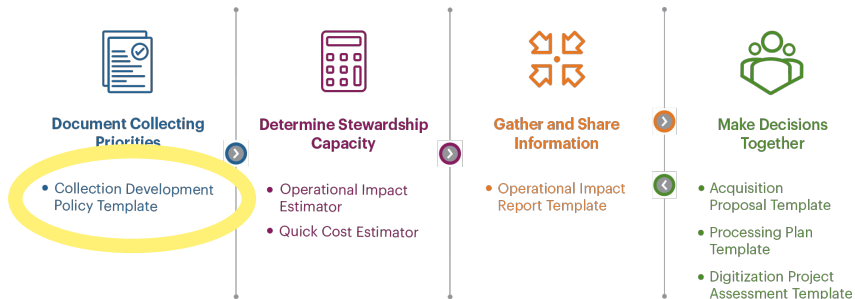 Document Collecting
Priorities
• Collection Development
Policy Template
Determine Stewardship
Capacity
• Operational Impact
Estimator
• Quick Cost Estimator
Gather and Share
Information
• Operational Impact
Report Template
Make Decisions
Together
• Acquisition
Proposal Template
• Processing Plan
Template
• Digitization Project
Assessment Template